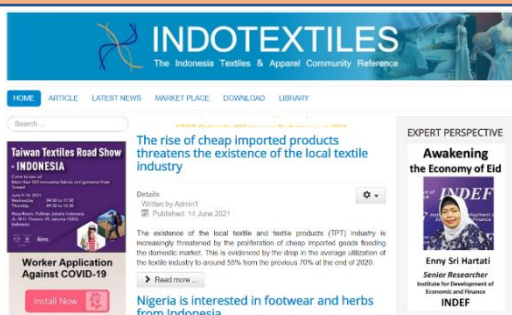 INDOTEXTILES
The Indonesia Textiles & Apparel Community Reference
HOME ARTICLE LATEST NEWS MARKET PLACE DOWNLOAD LIBRARY
Search ...
Taiwan Textiles Road Show
- INDONESIA
Worker Application
Against COVID-19
Install Now
The rise of cheap imported products
threatens the existence of the local textile
industry
Details
Written by Admin1
Published: 14 June 2021
The existence of the local textile and textile products (TPT) industry is
increasingly threatened by the proliferation of cheap imported goods flooding
the domestic market. This is evidenced by the drop in the average utilization of
the textile industry to around 55% from the previous 70% at the end of 2020.
Read more ...
Nigeria is interested in footwear and herbs
from Indonesia
EXPERT PERSPECTIVE
Awakening
the Economy of Eid
INDEF
Enny Sri Hartati
Senior Researcher
Institute for Development of
Economic and Finance
INDEF